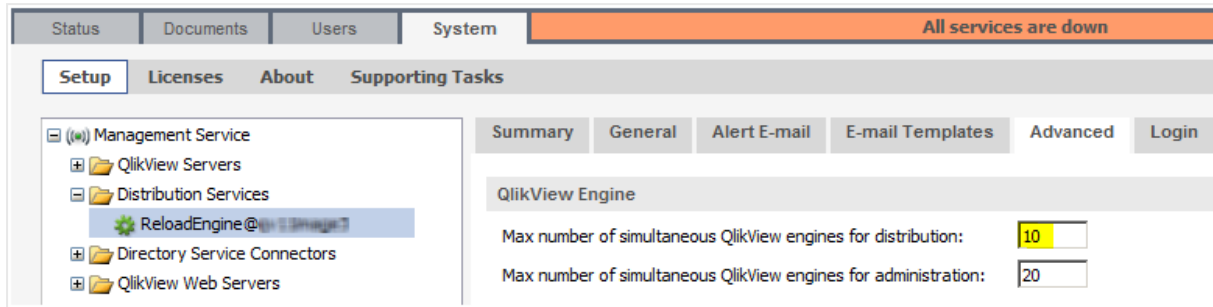 Status Documents Users System All services are down
Setup Licenses About Supporting Tasks
Management Service
QlikView Servers
Distribution Services
ReloadEngine@
Directory Service Connectors
QlikView Web Servers
Summary General Alert E-mail E-mail Templates Advanced Login
QlikView Engine
Max number of simultaneous QlikView engines for distribution: 10
Max number of simultaneous QlikView engines for administration: 20